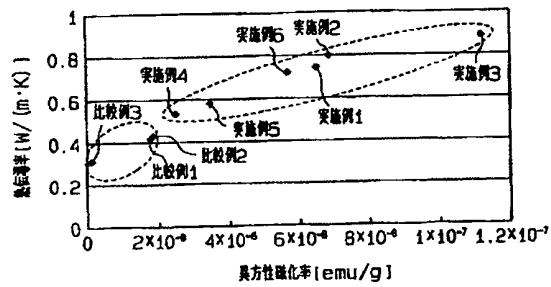 熱伝導率[W/(m·K)]
1
0.8
0.6
0.4
0.2
0
実施例6
実施例2
実施例4
実施例3
実施例1
実施例5
比較例3
比較例2
比較例1
0
2×10⁻⁸
4×10⁻⁸
6×10⁻⁸
8×10⁻⁸
1×10⁻⁷
1.2×10⁻⁷
異方性磁化率[emu/g]